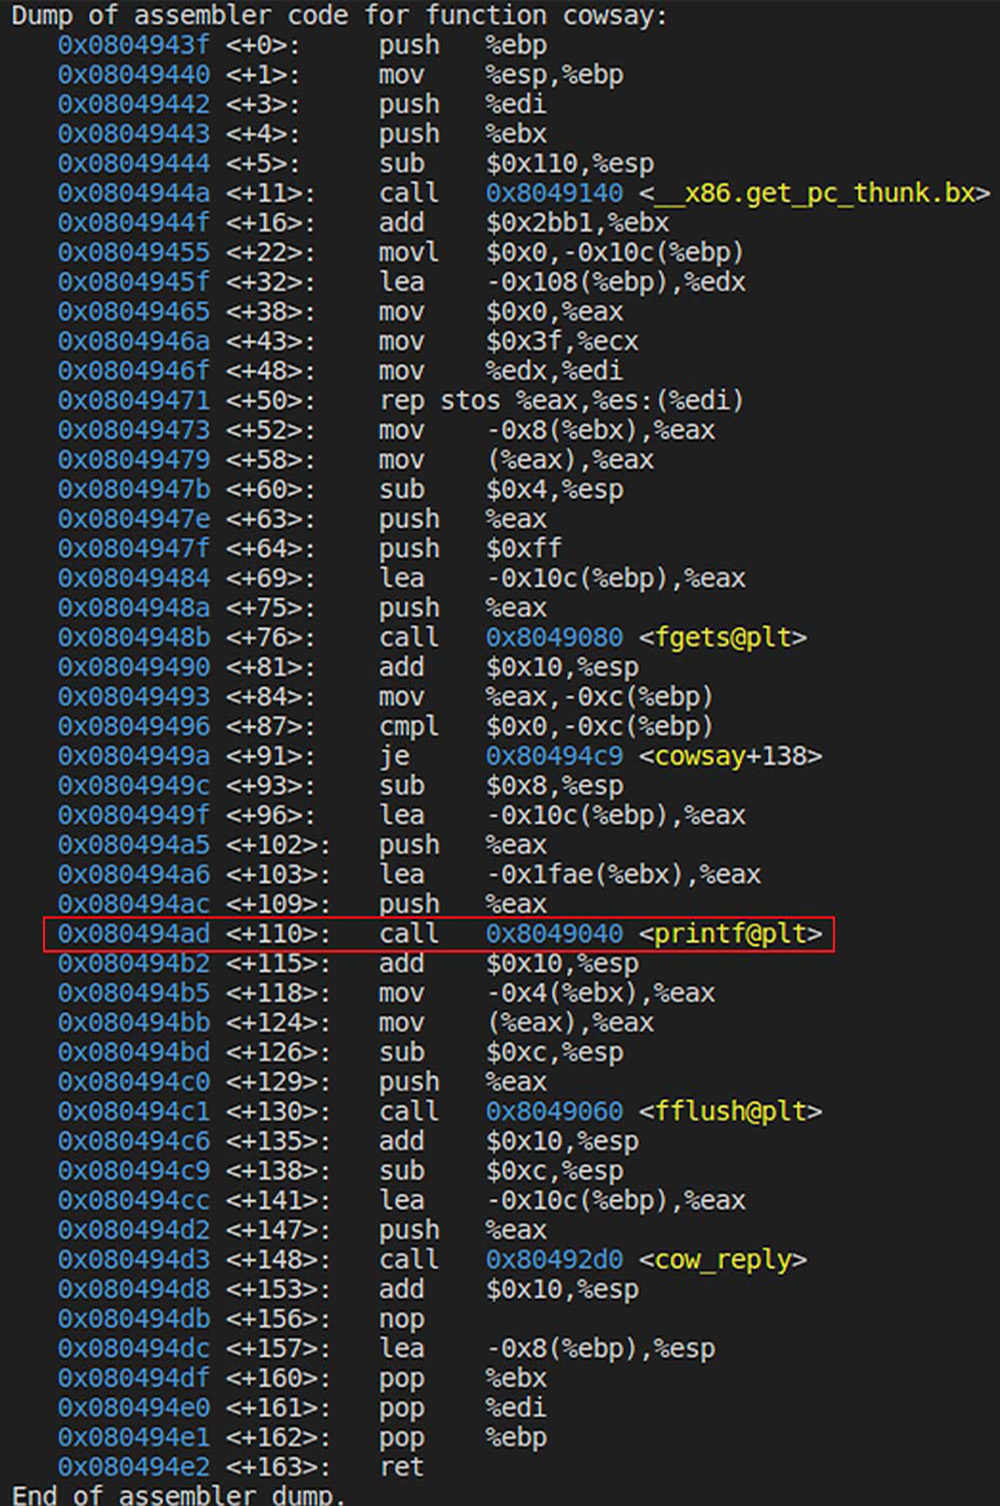 Dump of assembler code for function cowsay:
0x0804943f <+0>: push %ebp
0x08049440 <+1>: mov %esp,%ebp
0x08049442 <+3>: push %edi
0x08049443 <+4>: push %ebx
0x08049444 <+5>: sub $0x110,%esp
0x0804944a <+11>: call 0x8049140 <__x86.get_pc_thunk.bx>
0x0804944f <+16>: add $0x2bb1,%ebx
0x08049455 <+22>: movl $0x0,-0x10c(%ebp)
0x0804945f <+32>: lea -0x108(%ebp),%edx
0x08049465 <+38>: mov $0x0,%eax
0x0804946a <+43>: mov $0x3f,%ecx
0x0804946f <+48>: mov %edx,%edi
0x08049471 <+50>: rep stos %eax,%es:(%edi)
0x08049473 <+52>: mov -0x8(%ebx),%eax
0x08049479 <+58>: mov (%eax),%eax
0x0804947b <+60>: sub $0x4,%esp
0x0804947e <+63>: push %eax
0x0804947f <+64>: push $0xff
0x08049484 <+69>: lea -0x10c(%ebp),%eax
0x0804948a <+75>: push %eax
0x0804948b <+76>: call 0x8049080 <fgets@plt>
0x08049490 <+81>: add $0x10,%esp
0x08049493 <+84>: mov %eax,-0xc(%ebp)
0x08049496 <+87>: cmpl $0x0,-0xc(%ebp)
0x0804949a <+91>: je 0x80494c9 <cowsay+138>
0x0804949c <+93>: sub $0x8,%esp
0x0804949f <+96>: lea -0x10c(%ebp),%eax
0x080494a5 <+102>: push %eax
0x080494a6 <+103>: lea -0x1fae(%ebx),%eax
0x080494ac <+109>: push %eax
0x080494ad <+110>: call 0x8049040 <printf@plt>
0x080494b2 <+115>: add $0x10,%esp
0x080494b5 <+118>: mov -0x4(%ebx),%eax
0x080494bb <+124>: mov (%eax),%eax
0x080494bd <+126>: sub $0xc,%esp
0x080494c0 <+129>: push %eax
0x080494c1 <+130>: call 0x8049060 <fflush@plt>
0x080494c6 <+135>: add $0x10,%esp
0x080494c9 <+138>: sub $0xc,%esp
0x080494cc <+141>: lea -0x10c(%ebp),%eax
0x080494d2 <+147>: push %eax
0x080494d3 <+148>: call 0x80492d0 <cow_reply>
0x080494d8 <+153>: add $0x10,%esp
0x080494db <+156>: nop
0x080494dc <+157>: lea -0x8(%ebp),%esp
0x080494df <+160>: pop %ebx
0x080494e0 <+161>: pop %edi
0x080494e1 <+162>: pop %ebp
0x080494e2 <+163>: ret
End of assembler dump.